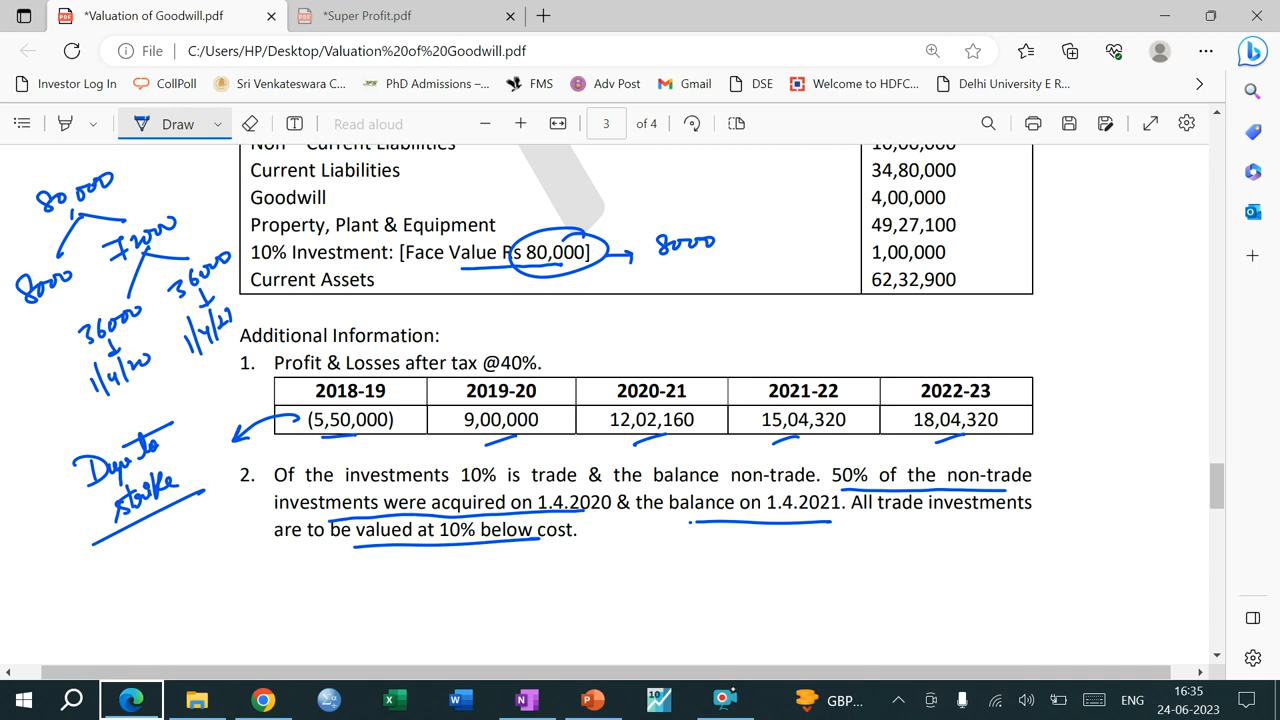 *Valuation of Goodwill.pdf
*Super Profit.pdf
File C:/Users/HP/Desktop/Valuation%20of%20Goodwill.pdf
Investor Log In CollPoll Sri Venkateswara C... PhD Admissions –... FMS Adv Post Gmail DSE Welcome to HDFC... Delhi University E R...
Draw Read aloud 3 of 4
Current Liabilities 34,80,000
Goodwill 4,00,000
Property, Plant & Equipment 49,27,100
10% Investment: [Face Value Rs 80,000] 1,00,000
8000
Current Assets 62,32,900
80,000
8000 72000
36000 36000
1/4/20 1/4/21
Additional Information:
1. Profit & Losses after tax @40%.
2018-19 2019-20 2020-21 2021-22 2022-23
(5,50,000) 9,00,000 12,02,160 15,04,320 18,04,320
Due to
strike
2. Of the investments 10% is trade & the balance non-trade. 50% of the non-trade
investments were acquired on 1.4.2020 & the balance on 1.4.2021. All trade investments
are to be valued at 10% below cost.
GBP... ENG 16:35
24-06-2023